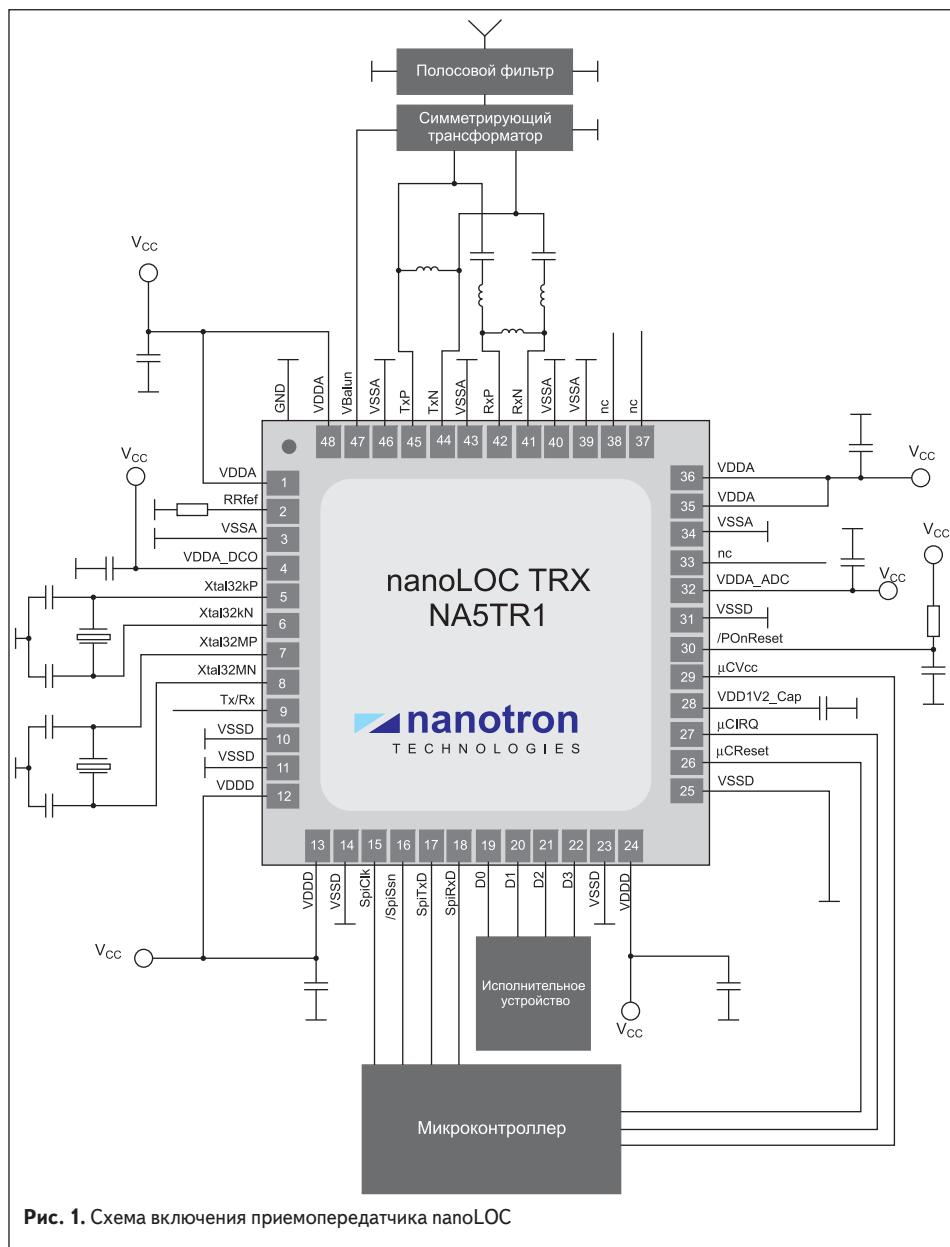 Полосовой фильтр
Симметрирующий
трансформатор
VCC
GND
VDDA
VBalun
VSSA
TxP
TxN
VSSA
RxP
RxN
VSSA
VSSA
nc
nc
48
47
46
45
44
43
42
41
40
39
38
37
VCC
VDDA
1
RRfef
2
VSSA
3
VDDA_DCO
4
Xtal32kP
5
Xtal32kN
6
Xtal32MP
7
Xtal32MN
8
Tx/Rx
9
VSSD
10
VSSD
11
VDDD
12
nanoLOC TRX
NA5TR1
nanotron
TECHNOLOGIES
36
VDDA
VCC
35
VDDA
34
VSSA
VCC
33
nc
32
VDDA_ADC
VCC
31
VSSD
30
/POnReset
29
µCVcc
28
VDD1V2_Cap
27
µCIRQ
26
µCReset
25
VSSD
13
14
15
16
17
18
19
20
21
22
23
24
VDDD
VSSD
SpiClk
/SpiSsn
SpiTxD
SpiRxD
D0
D1
D2
D3
VSSD
VDDD
VCC
Исполнительное
устройство
VCC
Микроконтроллер
Рис. 1. Схема включения приемопередатчика nanoLOC